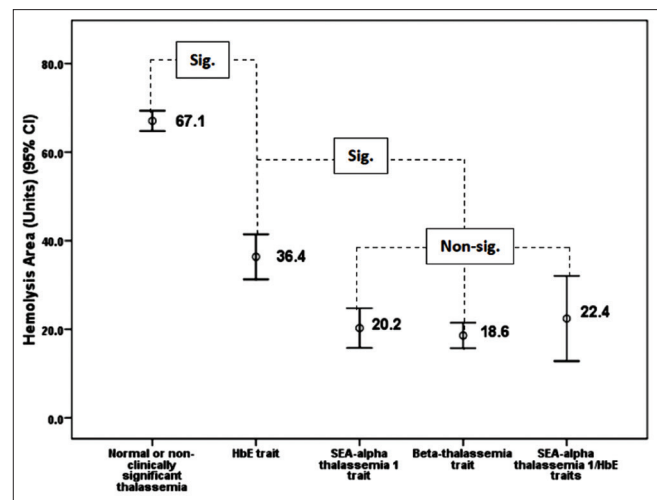 Hemolysis Area (Units) (95% CI)
80.0
60.0
40.0
20.0
0.0
Sig.
67.1
Sig.
36.4
Non-sig.
20.2
18.6
22.4
Normal or non-
clinically
significant
thalassemia
HbE trait
SEA-alpha
thalassemia 1
trait
Beta-thalassemia
trait
SEA-alpha
thalassemia 1/HbE
traits